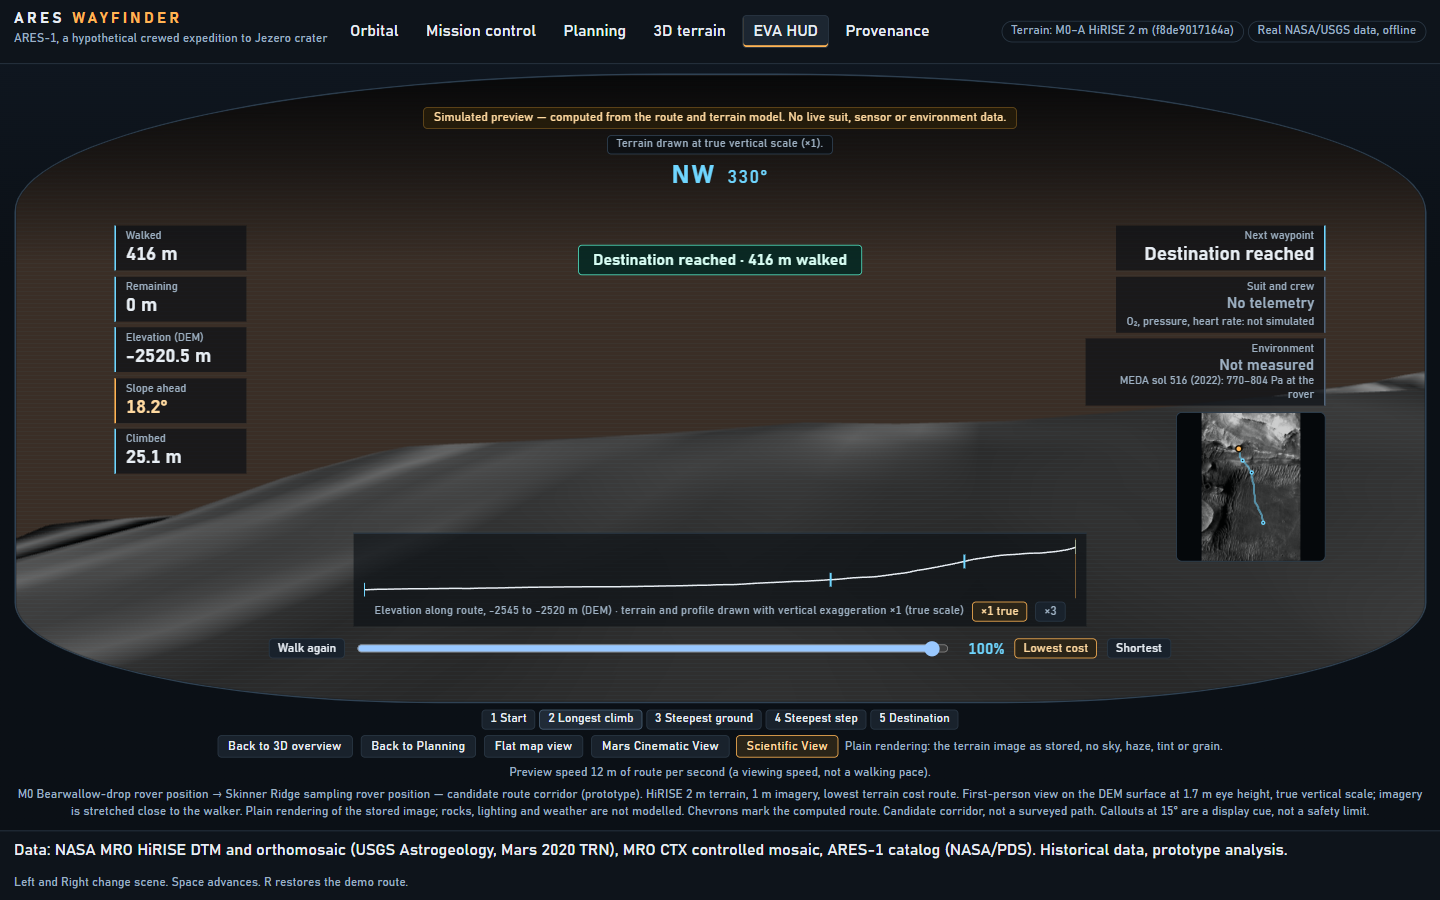 ARES WAYFINDER
ARES-1, a hypothetical crewed expedition to Jezero crater
Orbital
Mission control
Planning
3D terrain
EVA HUD
Provenance
Terrain: M0-A HiRISE 2 m (f8de9017164a)
Real NASA/USGS data, offline
Simulated preview — computed from the route and terrain model. No live suit, sensor or environment data.
Terrain drawn at true vertical scale (×1).
NW 330°
Walked
416 m
Remaining
0 m
Elevation (DEM)
-2520.5 m
Slope ahead
18.2°
Climbed
25.1 m
Destination reached · 416 m walked
Next waypoint
Destination reached
Suit and crew
No telemetry
O₂, pressure, heart rate: not simulated
Environment
Not measured
MEDA sol 516 (2022): 770–804 Pa at the
rover
Elevation along route, -2545 to -2520 m (DEM) · terrain and profile drawn with vertical exaggeration ×1 (true scale)
×1 true
×3
Walk again
100%
Lowest cost
Shortest
1 Start
2 Longest climb
3 Steepest ground
4 Steepest step
5 Destination
Back to 3D overview
Back to Planning
Flat map view
Mars Cinematic View
Scientific View
Plain rendering: the terrain image as stored, no sky, haze, tint or grain.
Preview speed 12 m of route per second (a viewing speed, not a walking pace).
M0 Bearwallow-drop rover position → Skinner Ridge sampling rover position — candidate route corridor (prototype). HiRISE 2 m terrain, 1 m imagery, lowest terrain cost route. First-person view on the DEM surface at 1.7 m eye height, true vertical scale; imagery
is stretched close to the walker. Plain rendering of the stored image; rocks, lighting and weather are not modelled. Chevrons mark the computed route. Candidate corridor, not a surveyed path. Callouts at 15° are a display cue, not a safety limit.
Data: NASA MRO HiRISE DTM and orthomosaic (USGS Astrogeology, Mars 2020 TRN), MRO CTX controlled mosaic, ARES-1 catalog (NASA/PDS). Historical data, prototype analysis.
Left and Right change scene. Space advances. R restores the demo route.